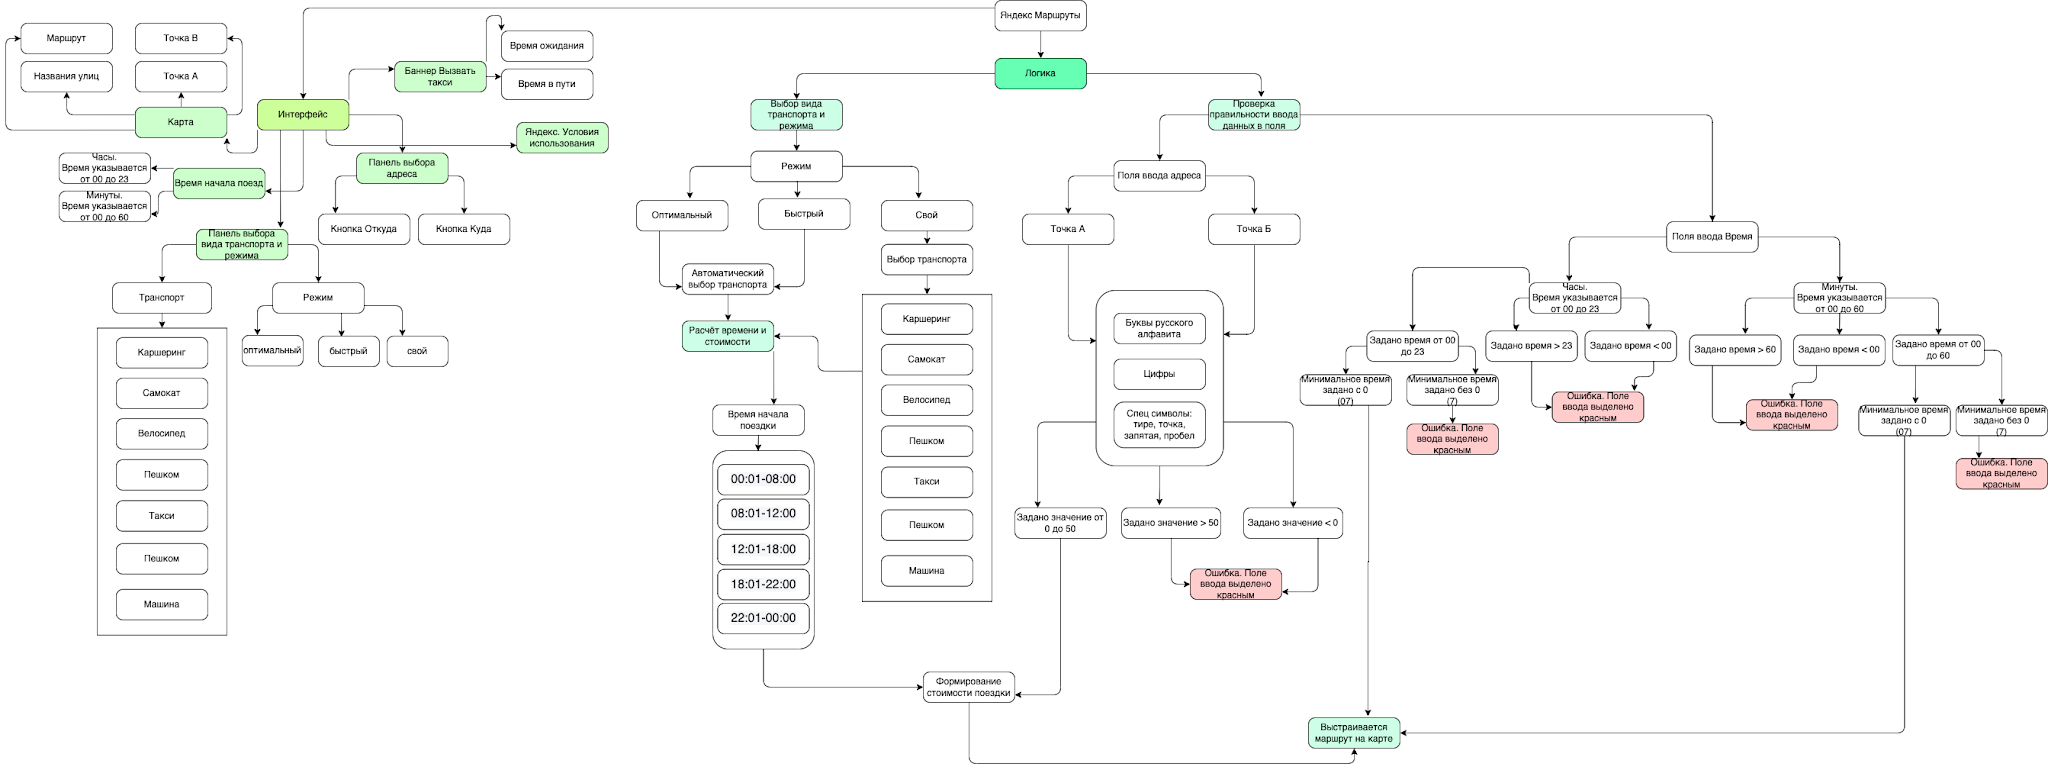 Яндекс Маршруты
Логика
Маршрут
Точка B
Названия улиц
Точка А
Карта
Интерфейс
Баннер Вызвать
такси
Время ожидания
Время в пути
Яндекс. Условия
использования
Панель выбора
адреса
Кнопка Откуда
Кнопка Куда
Часы.
Время указывается
от 00 до 23
Время начала поезд
Минуты.
Время указывается
от 00 до 60
Панель выбора
вида транспорта и
режима
Транспорт
Режим
оптимальный
быстрый
свой
Каршеринг
Самокат
Велосипед
Пешком
Такси
Пешком
Машина
Выбор вида
транспорта и
режима
Режим
Оптимальный
Быстрый
Свой
Выбор транспорта
Автоматический
выбор транспорта
Расчёт времени и
стоимости
Каршеринг
Самокат
Велосипед
Пешком
Такси
Пешком
Машина
Время начала
поездки
00:01-08:00
08:01-12:00
12:01-18:00
18:01-22:00
22:01-00:00
Формирование
стоимости поездки
Проверка
правильности ввода
данных в поля
Поля ввода адреса
Точка А
Точка Б
Буквы русского
алфавита
Цифры
Спец символы:
тире, точка,
запятая, пробел
Задано значение от
0 до 50
Задано значение > 50
Задано значение < 0
Ошибка. Поле
ввода выделено
красным
Поля ввода Время
Часы.
Время указывается
от 00 до 23
Минуты.
Время указывается
от 00 до 60
Задано время от 00
до 23
Задано время > 23
Задано время < 00
Задано время > 60
Задано время < 00
Задано время от 00
до 60
Минимальное время
задано с 0
(07)
Минимальное время
задано без 0
(7)
Ошибка. Поле
ввода выделено
красным
Ошибка. Поле
ввода выделено
красным
Ошибка. Поле
ввода выделено
красным
Минимальное время
задано с 0
(07)
Минимальное время
задано без 0
(7)
Ошибка. Поле
ввода выделено
красным
Выстраивается
маршрут на карте